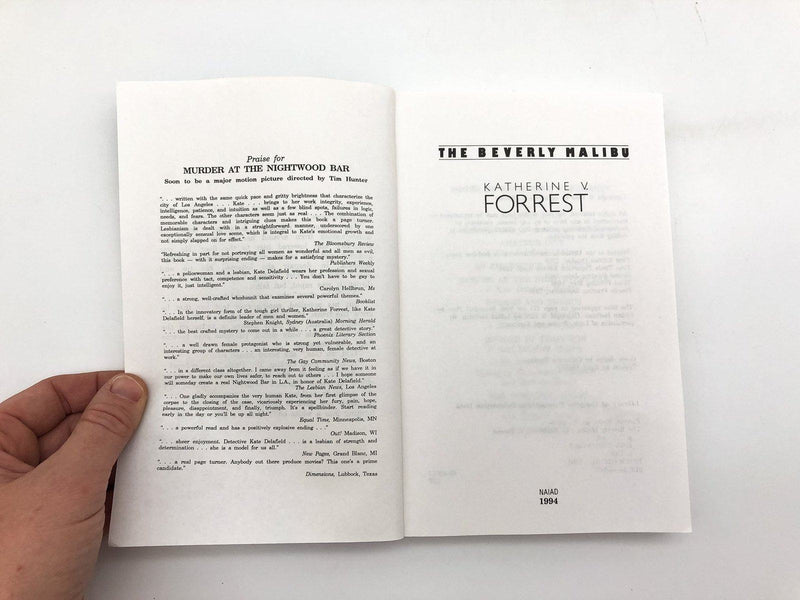 Praise for
MURDER AT THE NIGHTWOOD BAR
Soon to be a major motion picture directed by Tim Hunter
". . . written with the same quick pace and gritty brightness that characterize the
city of Los Angeles . . . Kate . . . brings to her work integrity, experience,
intelligence, patience, and intuition as well as a few blind spots, failures in logic,
needs, and fears. The other characters seem just as real . . . The combination of
memorable characters and intriguing clues makes this book a page turner.
Lesbianism is dealt with in a straightforward manner, underscored by one
exceptionally sensual love scene, which is integral to Kate's emotional growth and
not simply slapped on for effect."
The Bloomsbury Review
"Refreshing in part for not portraying all women as wonderful and all men as evil,
this book — with it surprising ending — makes for a satisfying mystery."
Publishers Weekly
". . . a policewoman and a lesbian, Kate Delafield wears her profession and sexual
preference with tact, competence and sensitivity . . . You don't have to be gay to
enjoy it, just intelligent."
Carolyn Heilbrun, Ms
". . . a strong, well-crafted whodunnit that examines several powerful themes."
Booklist
". . . In the innovatory form of the tough girl thriller, Katherine Forrest, like Kate
Delafield herself, is a definite leader of men and women."
Stephen Knight, Sydney (Australia) Morning Herald
". . . the best crafted mystery to come out in a while . . . a great detective story."
Phoenix Literary Section
". . . a well drawn female protagonist who is strong yet vulnerable, and an
interesting group of characters . . . an interesting, very human, female detective at
work."
The Gay Community News, Boston
". . . in a different class altogether. I came away from it feeling as if we have it in
our power to make our own lives safer, to reach out to others . . . I hope someone
will someday create a real Nightwood Bar in L.A., in honor of Kate Delafield."
The Lesbian News, Los Angeles
". . . One gladly accompanies the very human Kate, from her first glimpse of the
corpse to the closing of the case, vicariously experiencing her fury, pain, hope,
pleasure, disappointment, and finally, triumph. It's a spellbinder. Start reading
early in the day or you'll be up all night."
Equal Time, Minneapolis, MN
". . . a powerful read and has a positively explosive ending . . ."
Out! Madison, WI
". . . sheer enjoyment. Detective Kate Delafield . . . is a lesbian of strength and
determination . . . she is a model for us all."
New Pages, Grand Blanc, MI
". . . a real page turner. Anybody out there produce movies? This one's a prime
candidate."
Dimensions, Lubbock, Texas
THE BEVERLY MALIBU
KATHERINE V.
FORREST
NAIAD
1994